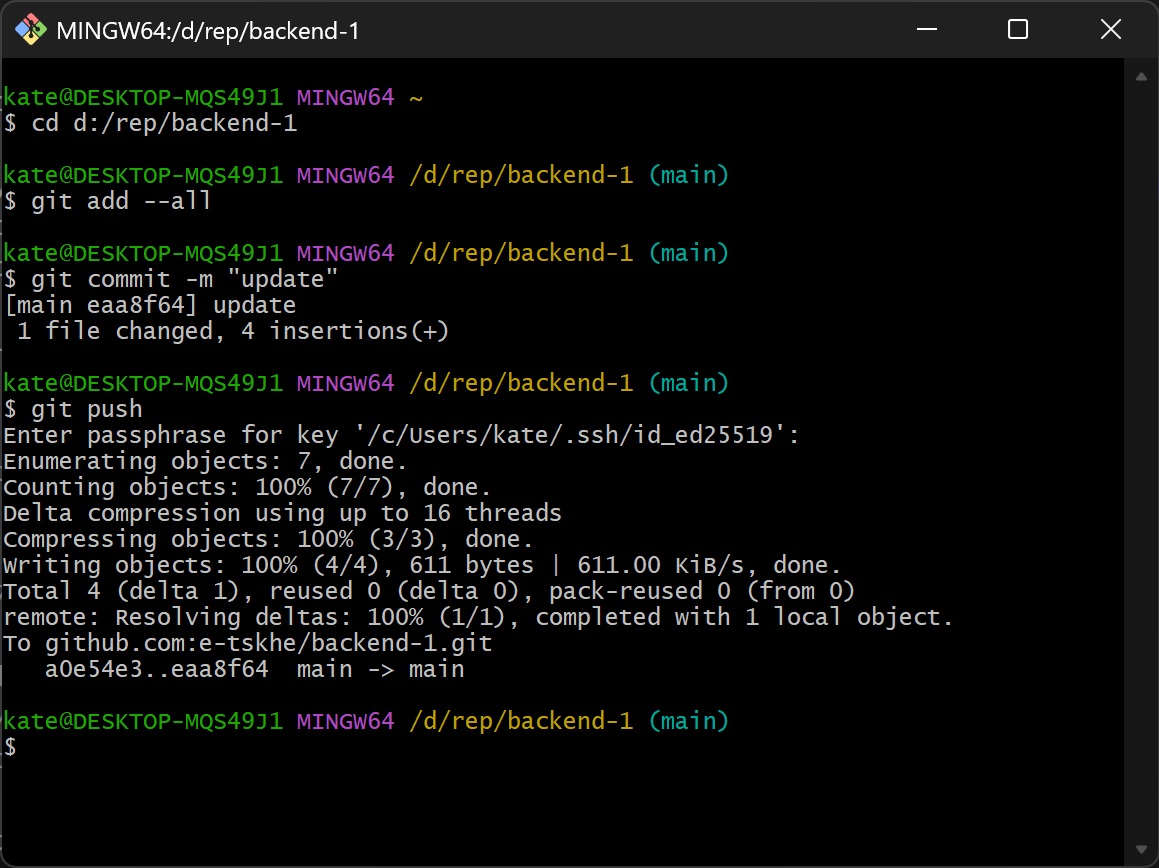 MINGW64:/d/rep/backend-1
kate@DESKTOP-MQS49J1 MINGW64 ~
$ cd d:/rep/backend-1
kate@DESKTOP-MQS49J1 MINGW64 /d/rep/backend-1 (main)
$ git add --all
kate@DESKTOP-MQS49J1 MINGW64 /d/rep/backend-1 (main)
$ git commit -m "update"
[main eaa8f64] update
 1 file changed, 4 insertions(+)
kate@DESKTOP-MQS49J1 MINGW64 /d/rep/backend-1 (main)
$ git push
Enter passphrase for key '/c/Users/kate/.ssh/id_ed25519':
Enumerating objects: 7, done.
Counting objects: 100% (7/7), done.
Delta compression using up to 16 threads
Compressing objects: 100% (3/3), done.
Writing objects: 100% (4/4), 611 bytes | 611.00 KiB/s, done.
Total 4 (delta 1), reused 0 (delta 0), pack-reused 0 (from 0)
remote: Resolving deltas: 100% (1/1), completed with 1 local object.
To github.com:e-tskhe/backend-1.git
   a0e54e3..eaa8f64  main -> main
kate@DESKTOP-MQS49J1 MINGW64 /d/rep/backend-1 (main)
$